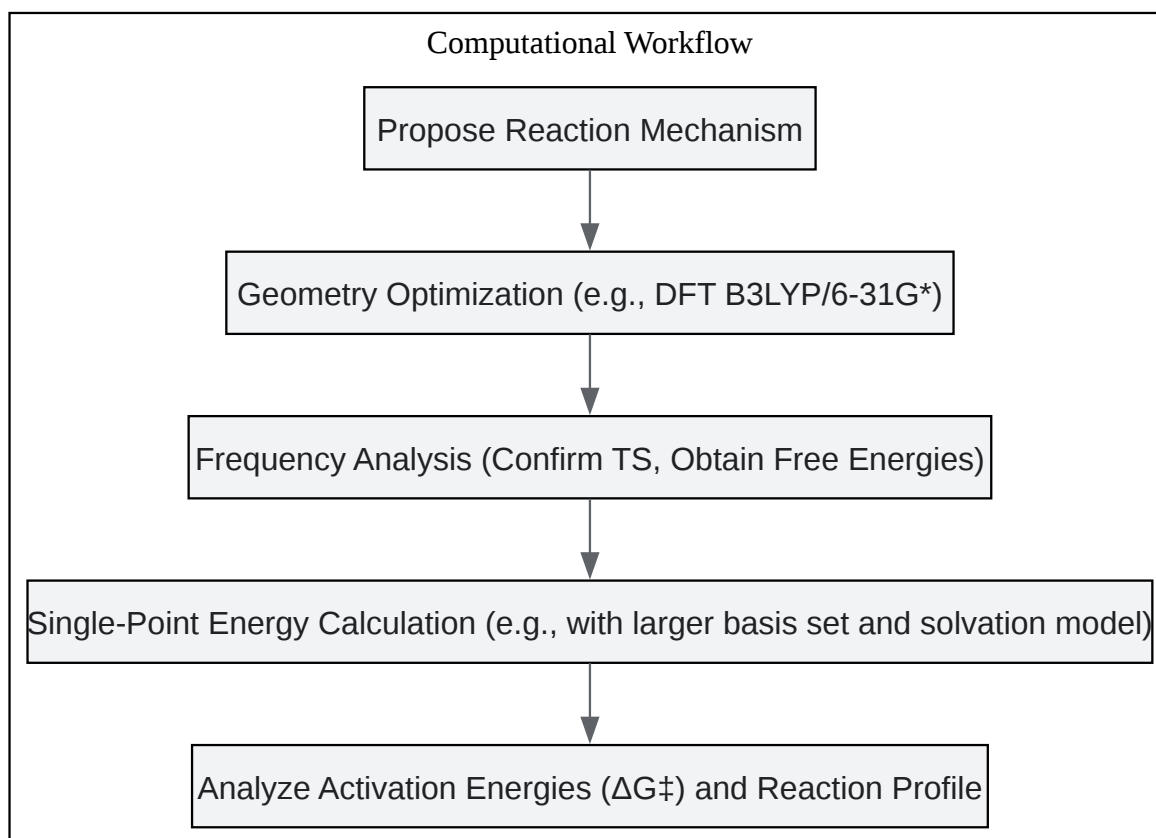 Computational Workflow
Propose Reaction Mechanism
Geometry Optimization (e.g., DFT B3LYP/6-31G*)
Frequency Analysis (Confirm TS, Obtain Free Energies)
Single-Point Energy Calculation (e.g., with larger basis set and solvation model)
Analyze Activation Energies (ΔG‡) and Reaction Profile